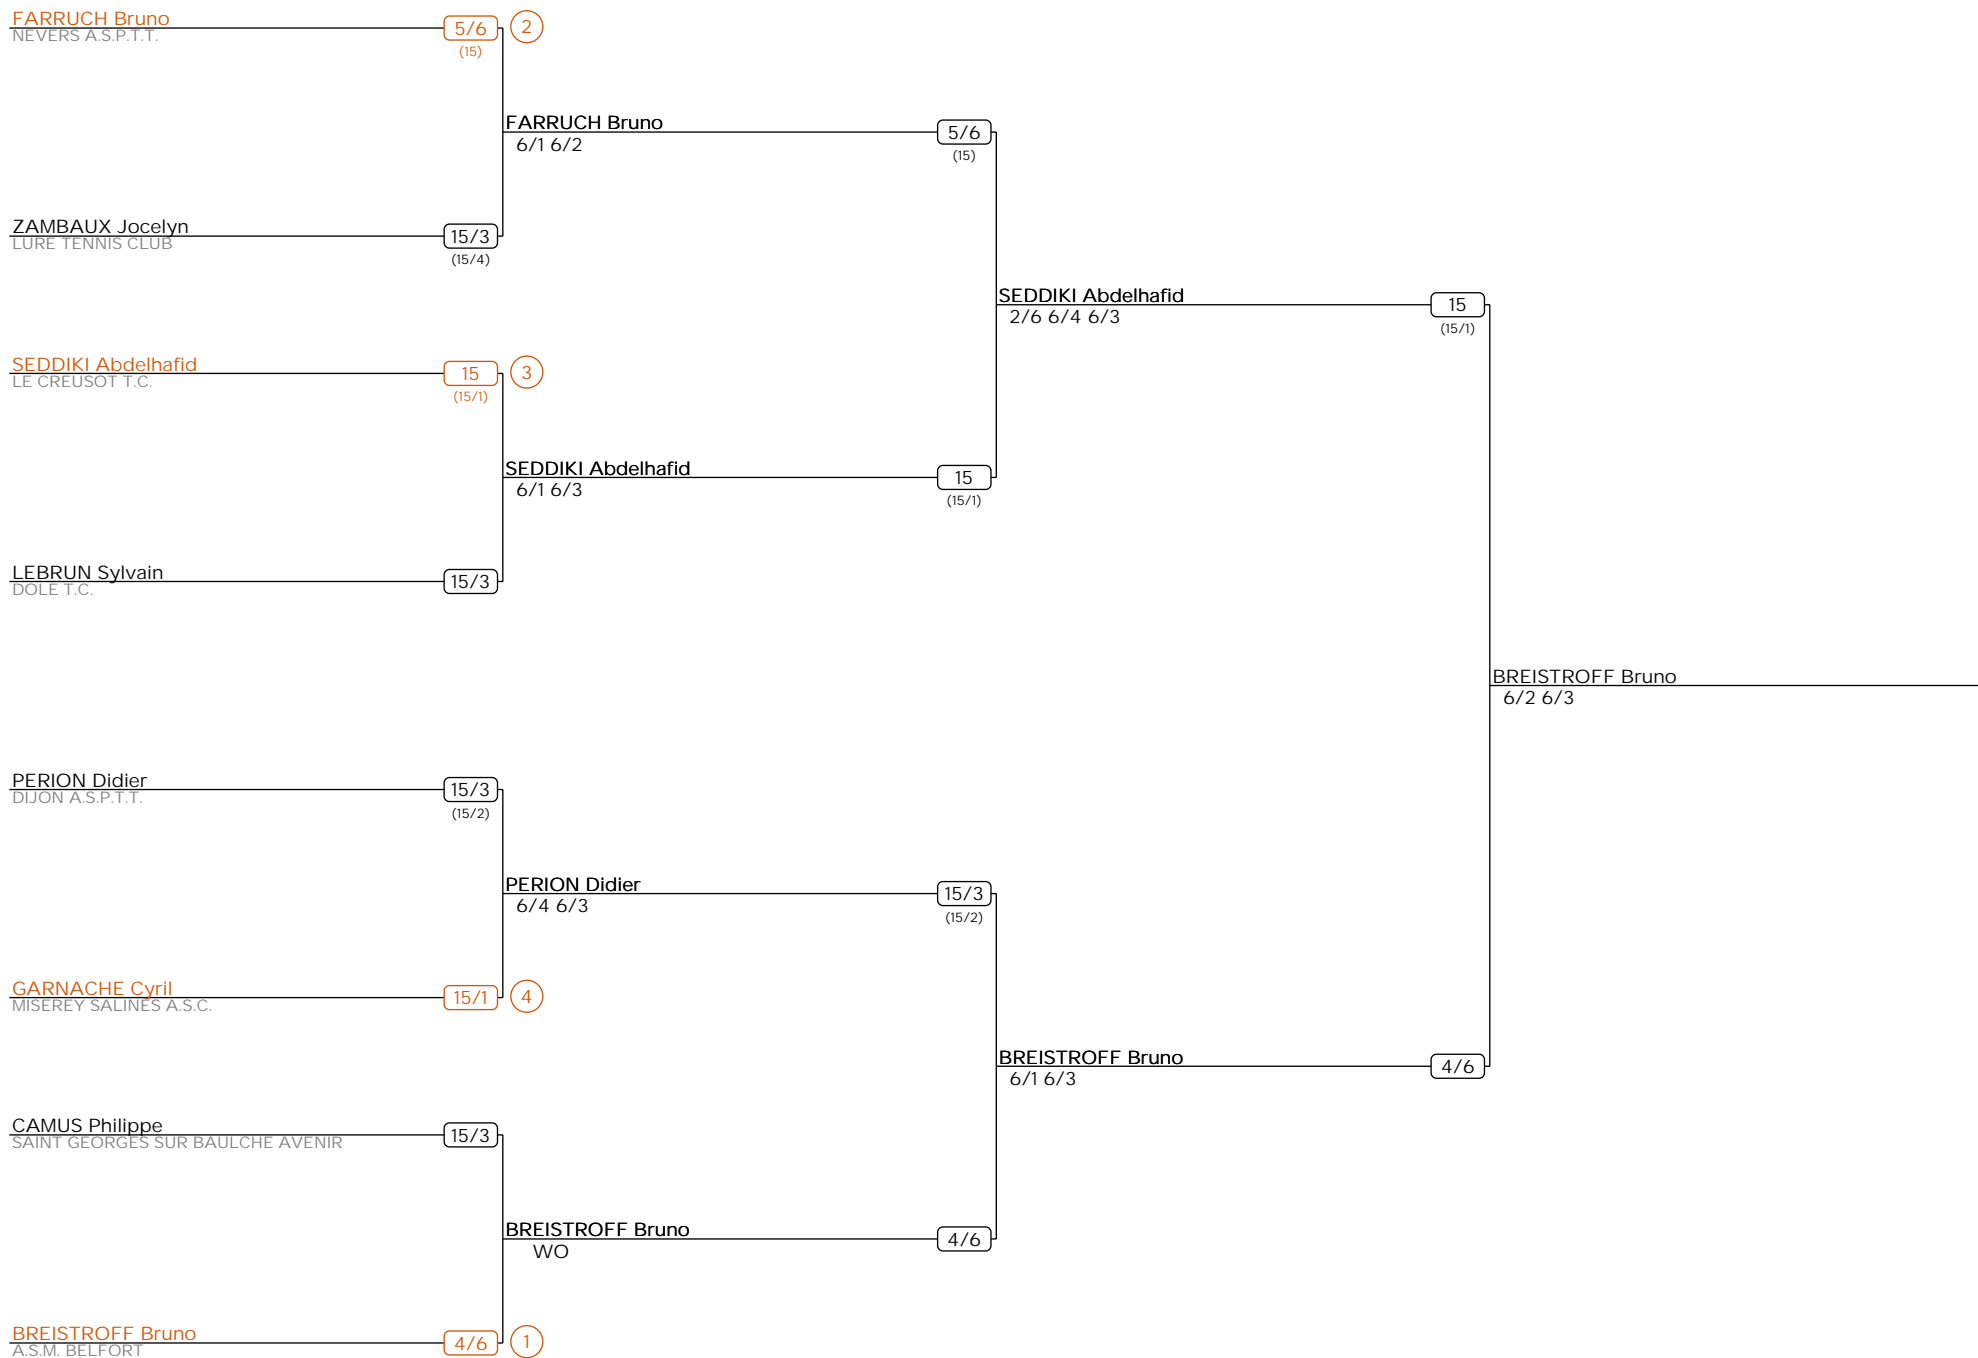 FARRUCH Bruno
NEVERS A.S.P.T.T.
5/6
2
(15)
FARRUCH Bruno
6/1 6/2
5/6
(15)
ZAMBAUX Jocelyn
LURE TENNIS CLUB
15/3
(15/4)
SEDDIKI Abdelhafid
2/6 6/4 6/3
15
(15/1)
SEDDIKI Abdelhafid
LE CREUSOT T.C.
15
3
(15/1)
SEDDIKI Abdelhafid
6/1 6/3
15
(15/1)
LEBRUN Sylvain
DOLE T.C.
15/3
BREISTROFF Bruno
6/2 6/3
PERION Didier
DIJON A.S.P.T.T.
15/3
(15/2)
PERION Didier
6/4 6/3
15/3
(15/2)
GARNACHE Cyril
MISEREY SALINES A.S.C.
15/1
4
BREISTROFF Bruno
6/1 6/3
4/6
CAMUS Philippe
SAINT GEORGES SUR BAULCHE AVENIR
15/3
BREISTROFF Bruno
WO
4/6
BREISTROFF Bruno
A.S.M. BELFORT
4/6
1